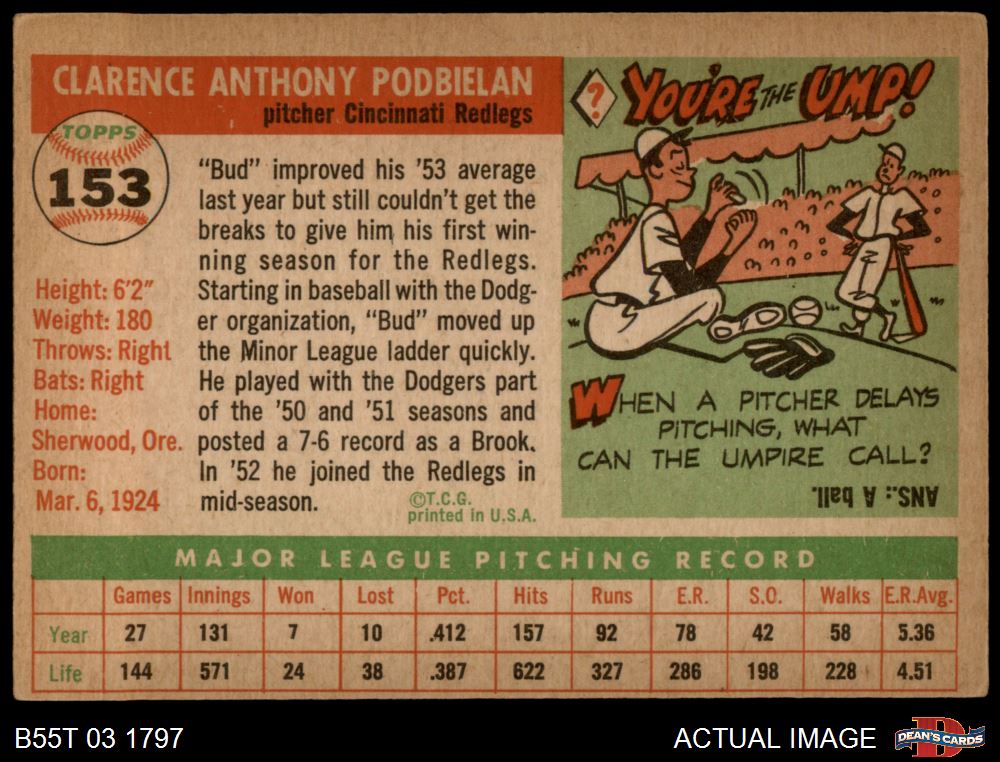 CLARENCE ANTHONY PODBIELAN
pitcher Cincinnati Redlegs
TOPPS
153
Height: 6'2"
Weight: 180
Throws: Right
Bats: Right
Home:
Sherwood, Ore.
Born:
Mar. 6, 1924
"Bud" improved his '53 average
last year but still couldn't get the
breaks to give him his first win-
ning season for the Redlegs.
Starting in baseball with the Dodg-
er organization, "Bud" moved up
the Minor League ladder quickly.
He played with the Dodgers part
of the '50 and '51 seasons and
posted a 7-6 record as a Brook.
In '52 he joined the Redlegs in
mid-season.
©T.C.G.
printed in U.S.A.
? YOU'RE THE UMP!
WHEN A PITCHER DELAYS
PITCHING, WHAT
CAN THE UMPIRE CALL?
ANS.: A ball.
MAJOR LEAGUE PITCHING RECORD
Games Innings Won Lost Pct. Hits Runs E.R. S.O. Walks E.R.Avg.
Year 27 131 7 10 .412 157 92 78 42 58 5.36
Life 144 571 24 38 .387 622 327 286 198 228 4.51
B55T 03 1797
ACTUAL IMAGE
D
DEAN'S CARDS